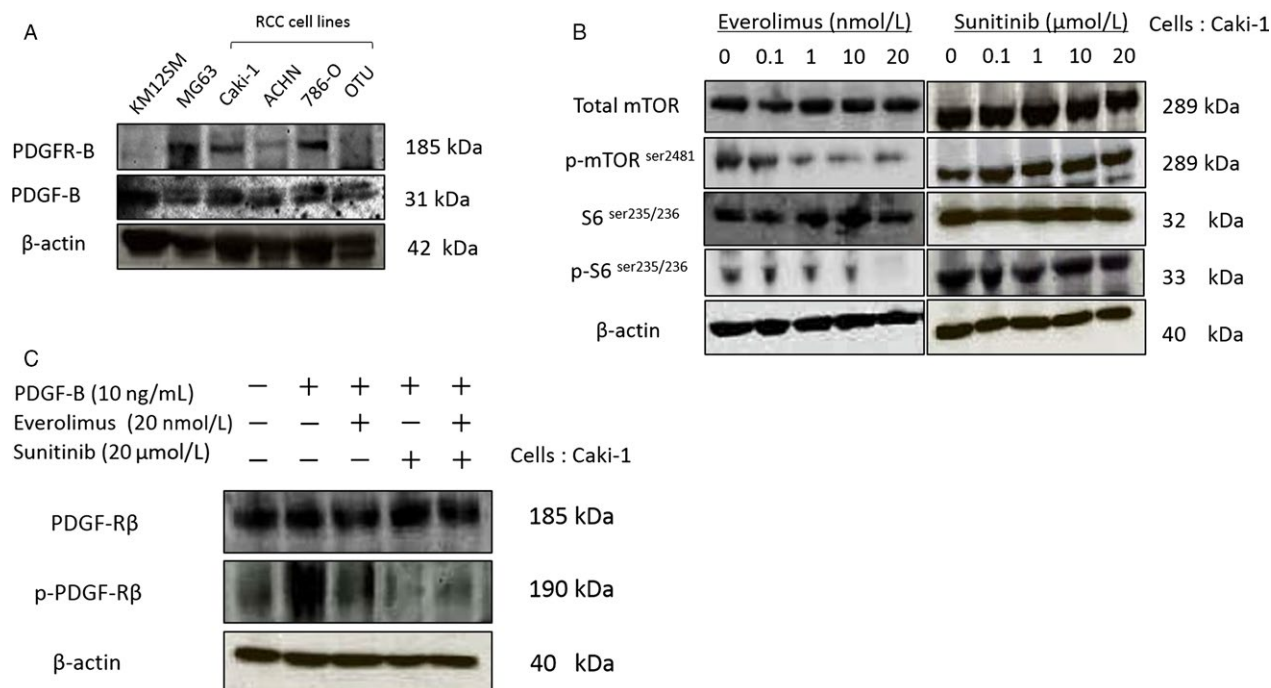 A
RCC cell lines
KM12SM MG63 Caki-1 ACHN 786-O OTU
PDGFR-B 185 kDa
PDGF-B 31 kDa
β-actin 42 kDa
B
Everolimus (nmol/L) Sunitinib (μmol/L) Cells : Caki-1
0 0.1 1 10 20 0 0.1 1 10 20
Total mTOR 289 kDa
p-mTOR ser2481 289 kDa
S6 ser235/236 32 kDa
p-S6 ser235/236 33 kDa
β-actin 40 kDa
C
PDGF-B (10 ng/mL) − + + + +
Everolimus (20 nmol/L) − − + − +
Sunitinib (20 μmol/L) − − − + + Cells : Caki-1
PDGF-Rβ 185 kDa
p-PDGF-Rβ 190 kDa
β-actin 40 kDa